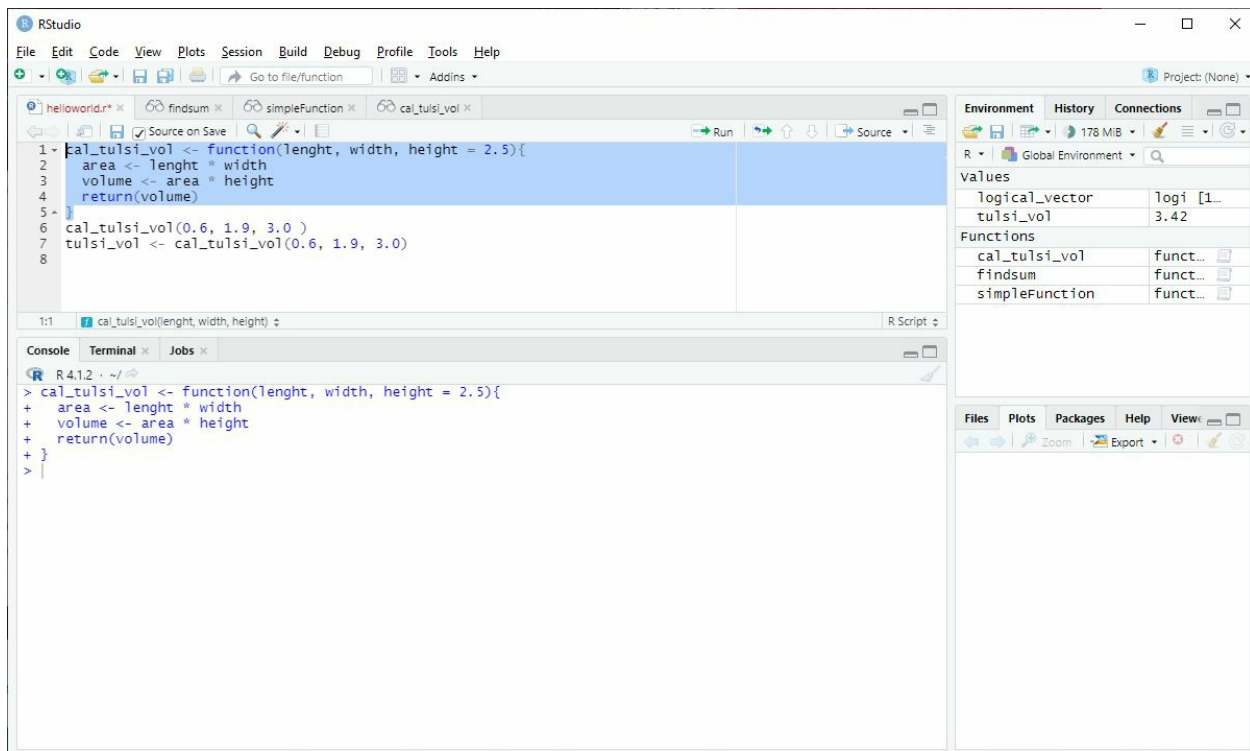 RStudio
File Edit Code View Plots Session Build Debug Profile Tools Help
Go to file/function Addins Project: (None)
helloworld.r* findsum simpleFunction cal_tulsi_vol
Source on Save Run Source
1 cal_tulsi_vol <- function(lenght, width, height = 2.5){
2 area <- lenght * width
3 volume <- area * height
4 return(volume)
5 }
6 cal_tulsi_vol(0.6, 1.9, 3.0 )
7 tulsi_vol <- cal_tulsi_vol(0.6, 1.9, 3.0)
8
1:1 cal_tulsi_vol(lenght, width, height) R Script
Console Terminal Jobs
R 4.1.2 · ~/
> cal_tulsi_vol <- function(lenght, width, height = 2.5){
+ area <- lenght * width
+ volume <- area * height
+ return(volume)
+ }
>
Environment History Connections
178 MiB
R Global Environment
Values
logical_vector logi [1…
tulsi_vol 3.42
Functions
cal_tulsi_vol funct…
findsum funct…
simpleFunction funct…
Files Plots Packages Help Viewe
Zoom Export